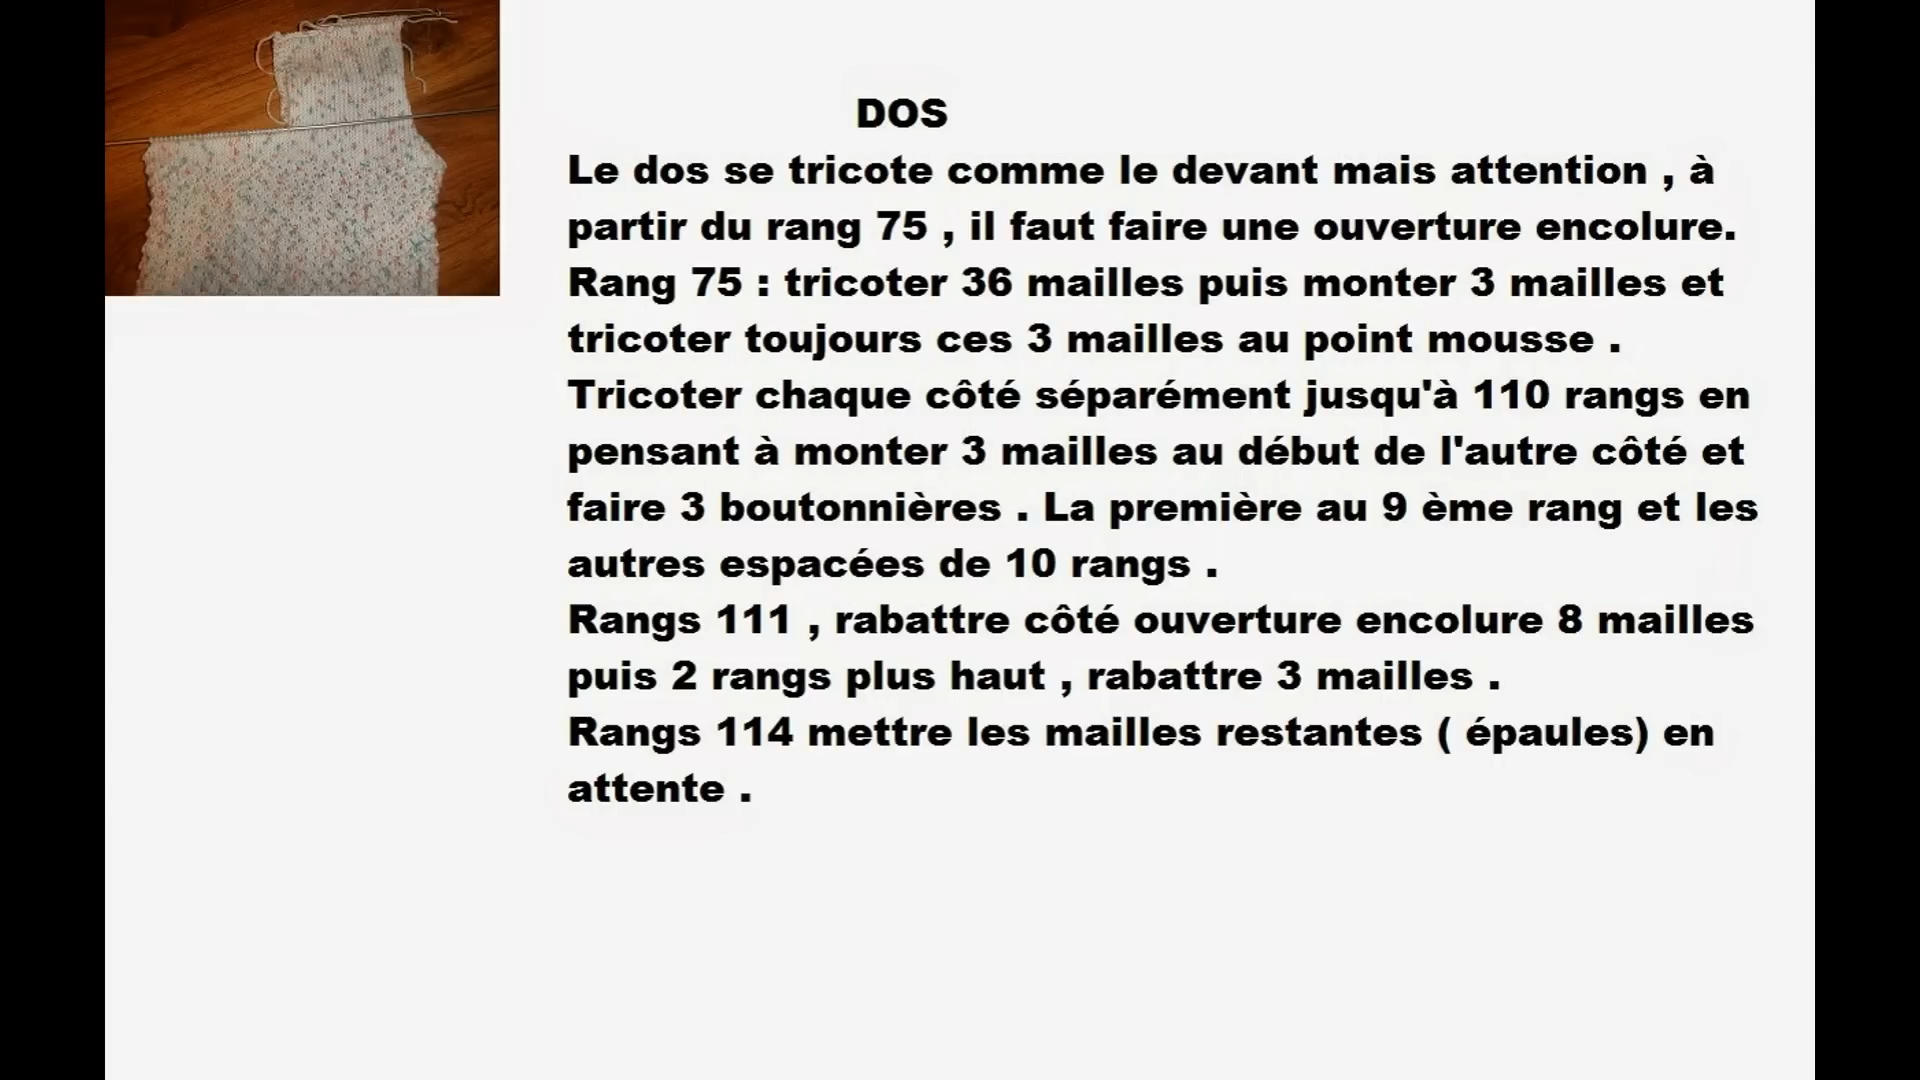 DOS
Le dos se tricote comme le devant mais attention , à
partir du rang 75 , il faut faire une ouverture encolure.
Rang 75 : tricoter 36 mailles puis monter 3 mailles et
tricoter toujours ces 3 mailles au point mousse .
Tricoter chaque côté séparément jusqu'à 110 rangs en
pensant à monter 3 mailles au début de l'autre côté et
faire 3 boutonnières . La première au 9 ème rang et les
autres espacées de 10 rangs .
Rangs 111 , rabattre côté ouverture encolure 8 mailles
puis 2 rangs plus haut , rabattre 3 mailles .
Rangs 114 mettre les mailles restantes ( épaules) en
attente .